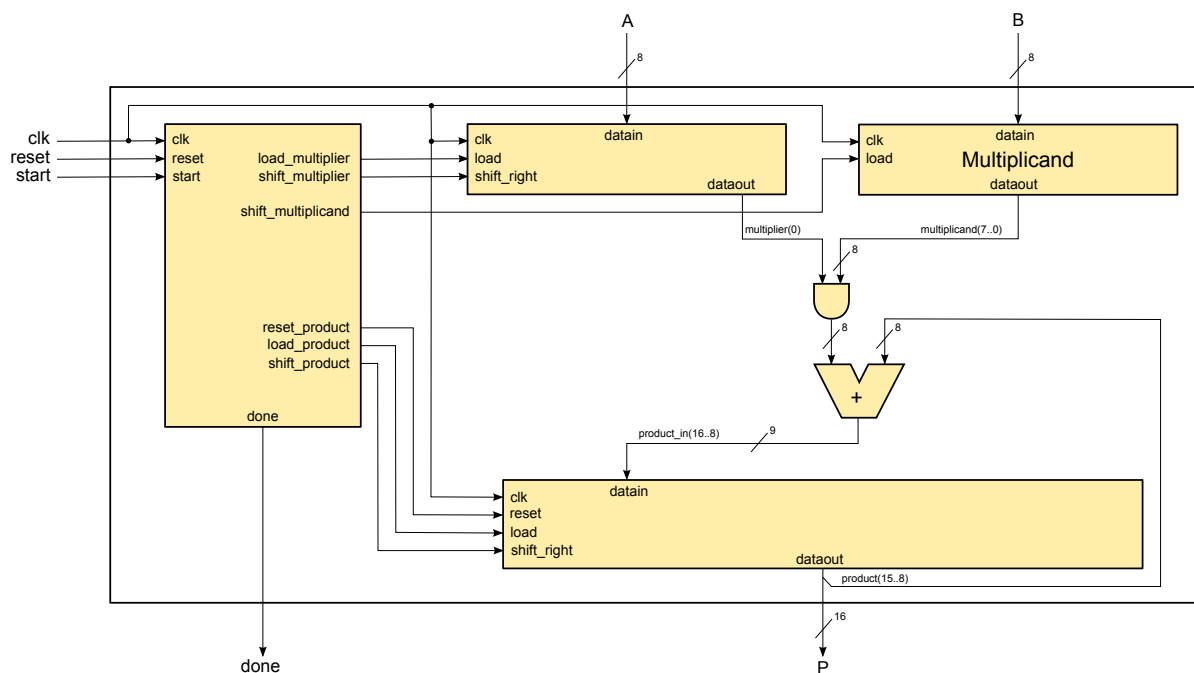 A
B
8
8
clk
reset
start
clk
reset
start
load_multiplier
shift_multiplier
shift_multiplicand
reset_product
load_product
shift_product
done
datain
clk
load
shift_right
dataout
datain
clk
load
Multiplicand
dataout
multiplier(0)
multiplicand(7..0)
8
8
8
+
product_in(16..8)
9
datain
clk
reset
load
shift_right
dataout
product(15..8)
16
done
P